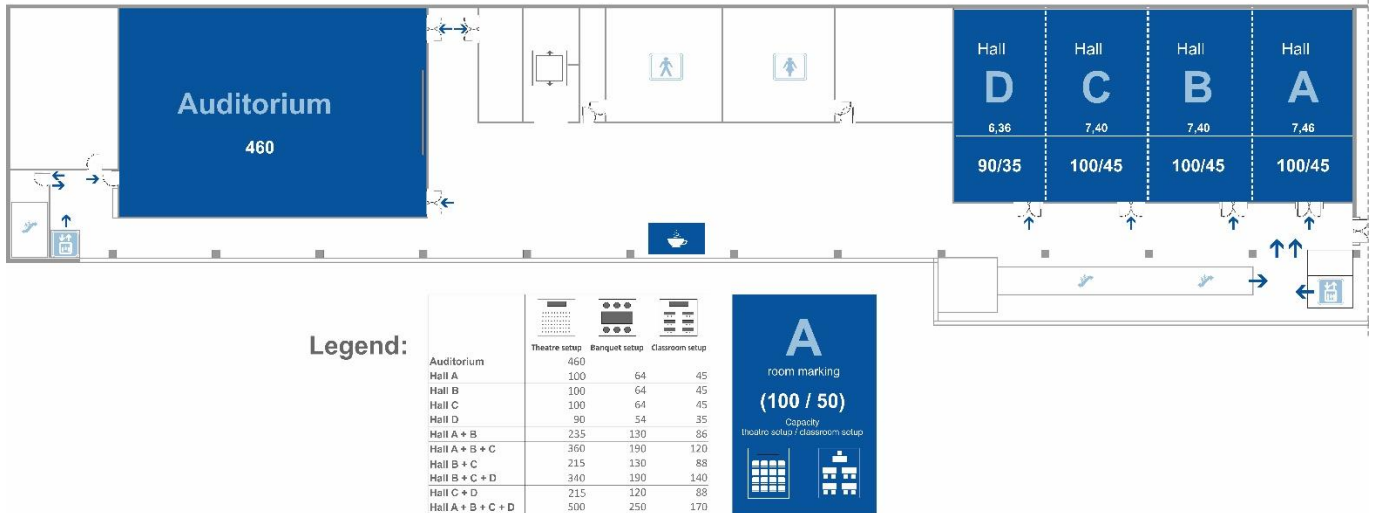 Auditorium
460
Hall
D
6,36
90/35
Hall
C
7,40
100/45
Hall
B
7,40
100/45
Hall
A
7,46
100/45
Legend:
Theatre setup Banquet setup Classroom setup
Auditorium 460
Hall A 100 64 45
Hall B 100 64 45
Hall C 100 64 45
Hall D 90 54 35
Hall A + B 235 130 86
Hall A + B + C 360 190 120
Hall B + C 215 130 88
Hall B + C + D 340 190 140
Hall C + D 215 120 88
Hall A + B + C + D 500 250 170
A
room marking
(100 / 50)
Capacity
theatre setup / classroom setup